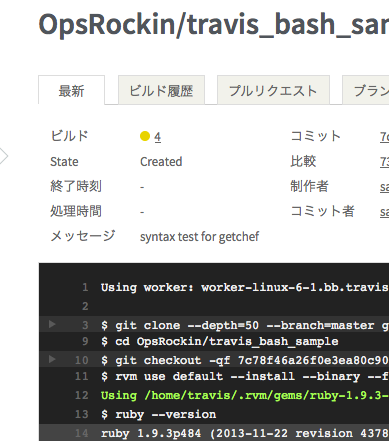 OpsRockin/travis_bash_sar
最新 ビルド履歴 プルリクエスト ブラン
ビルド 4 コミット 7c
State Created 比較 73
終了時刻 - 制作者 sa
処理時間 - コミット者 sa
メッセージ syntax test for getchef
1 Using worker: worker-linux-6-1.bb.travis
2
3 $ git clone --depth=50 --branch=master g
9 $ cd OpsRockin/travis_bash_sample
10 $ git checkout -qf 7c78f46a26f0e3ea80c90
11 $ rvm use default --install --binary --f
12 Using /home/travis/.rvm/gems/ruby-1.9.3-
13 $ ruby --version
14 ruby 1.9.3p484 (2013-11-22 revision 4378